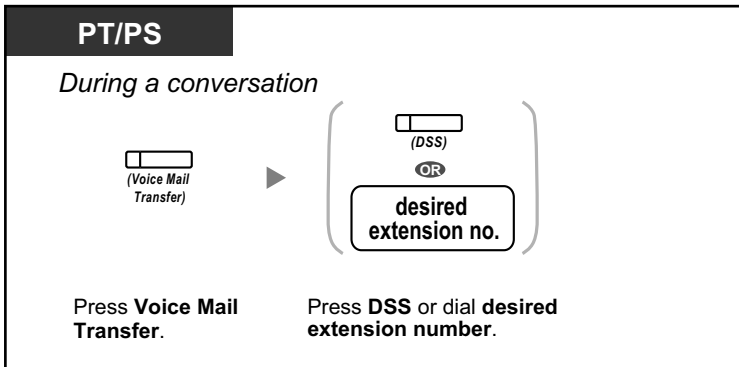 PT/PS
During a conversation
(Voice Mail
Transfer)
(DSS)
OR
desired
extension no.
Press Voice Mail
Transfer.
Press DSS or dial desired
extension number.